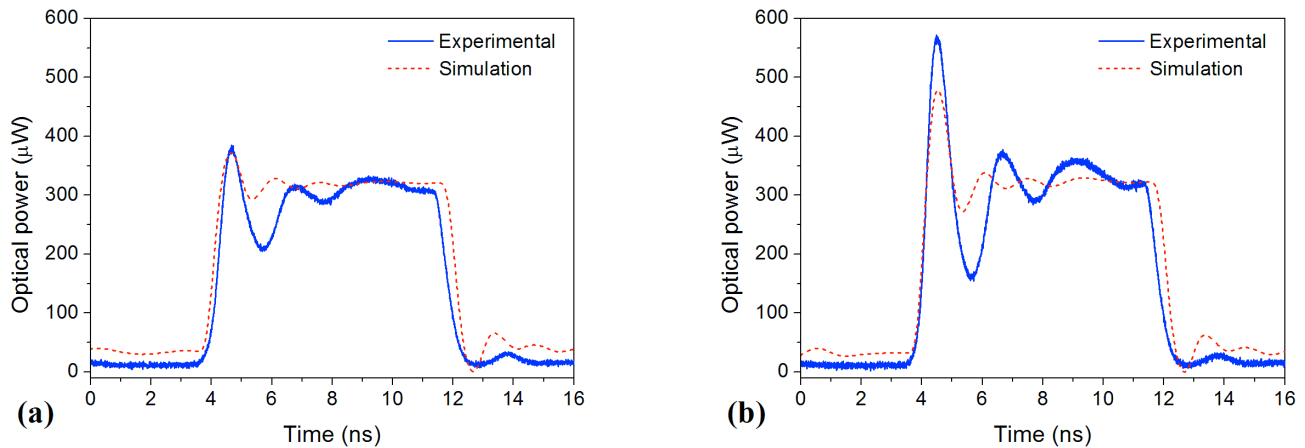 600
500
400
300
200
100
0
Optical power (μW)
Experimental
Simulation
0 2 4 6 8 10 12 14 16
Time (ns)
(a)
600
500
400
300
200
100
0
Optical power (μW)
Experimental
Simulation
0 2 4 6 8 10 12 14 16
Time (ns)
(b)